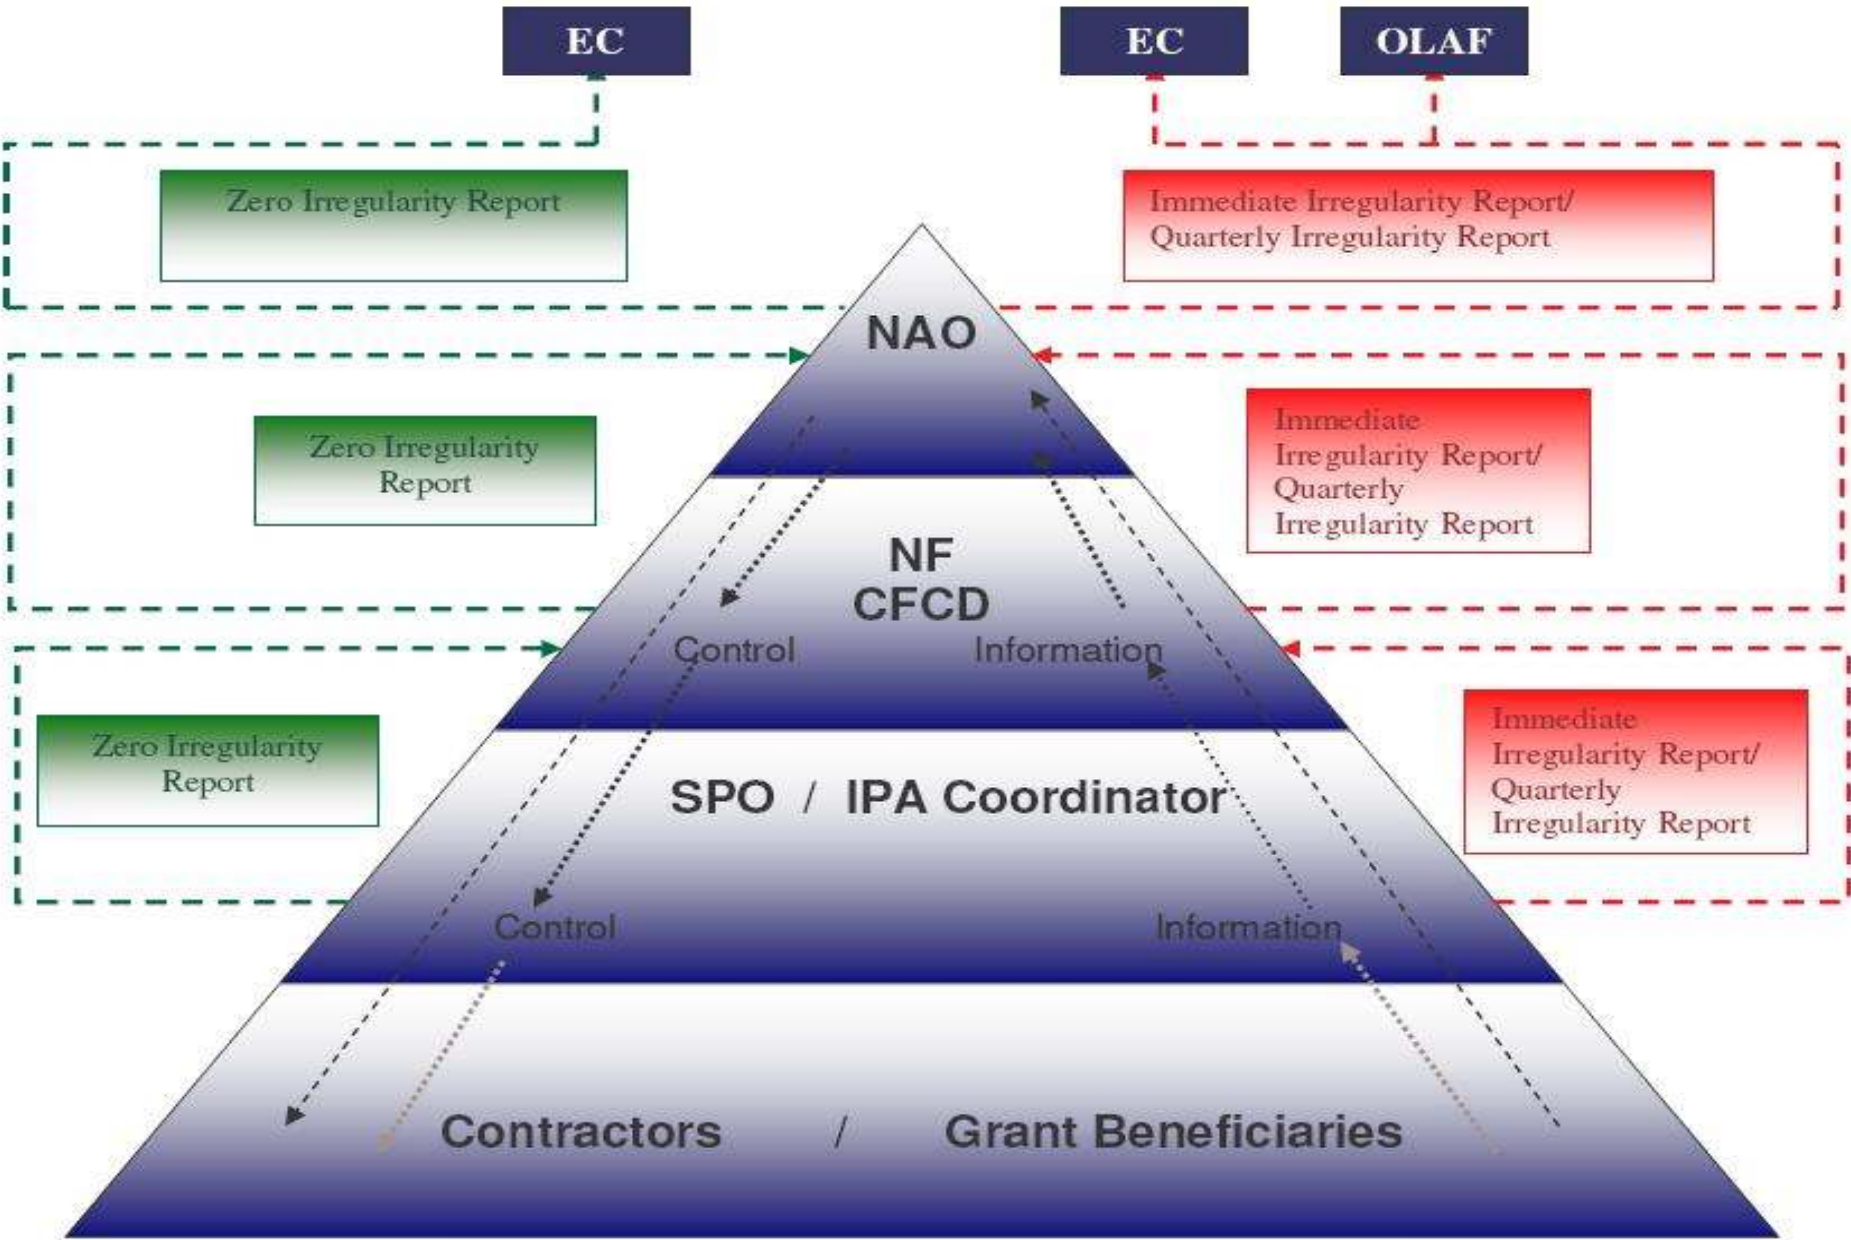 EC
EC
OLAF
Zero Irregularity Report
Immediate Irregularity Report/
Quarterly Irregularity Report
NAO
Zero Irregularity
Report
Immediate
Irregularity Report/
Quarterly
Irregularity Report
NF
CFCD
Control
Information
Zero Irregularity
Report
Immediate
Irregularity Report/
Quarterly
Irregularity Report
SPO / IPA Coordinator
Control
Information
Contractors / Grant Beneficiaries